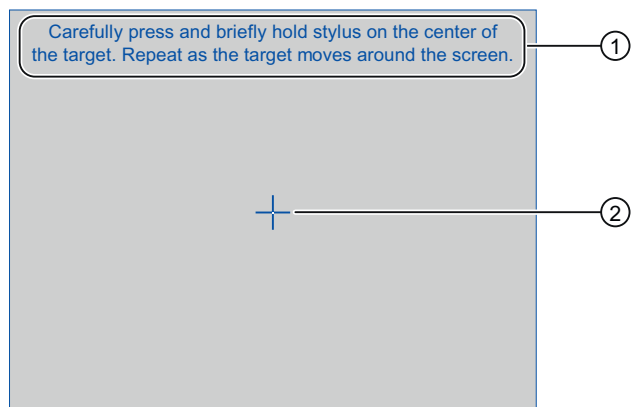 Carefully press and briefly hold stylus on the center of
the target. Repeat as the target moves around the screen.
1
2